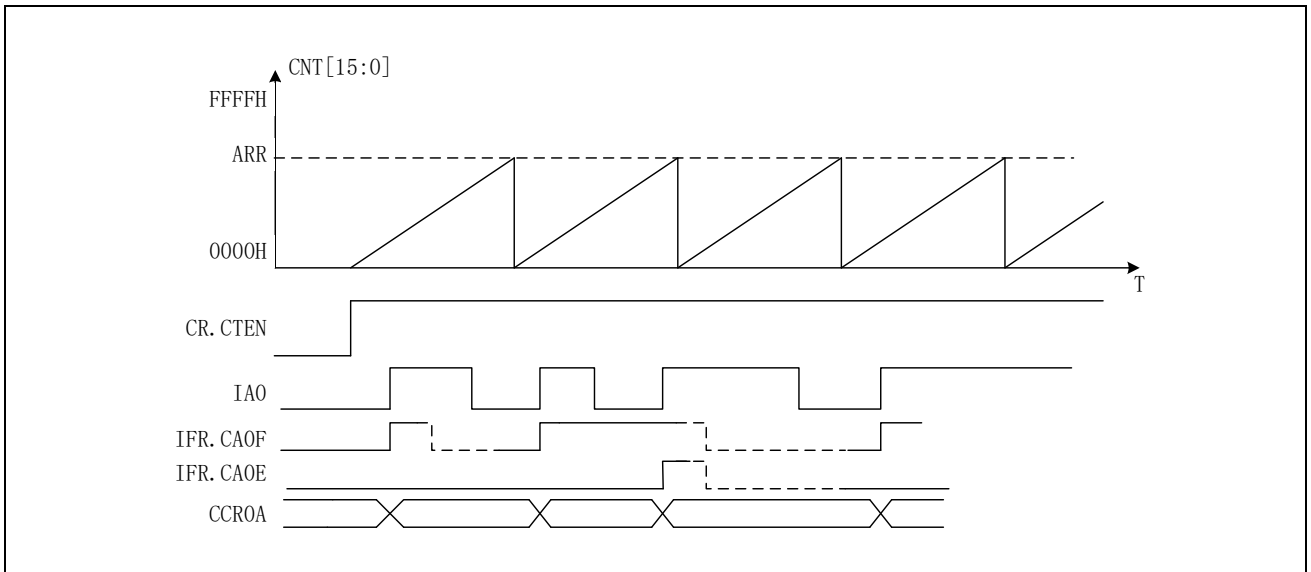 CNT[15:0]
FFFFH
ARR
0000H
T
CR.CTEN
IA0
IFR.CA0F
IFR.CA0E
CCR0A